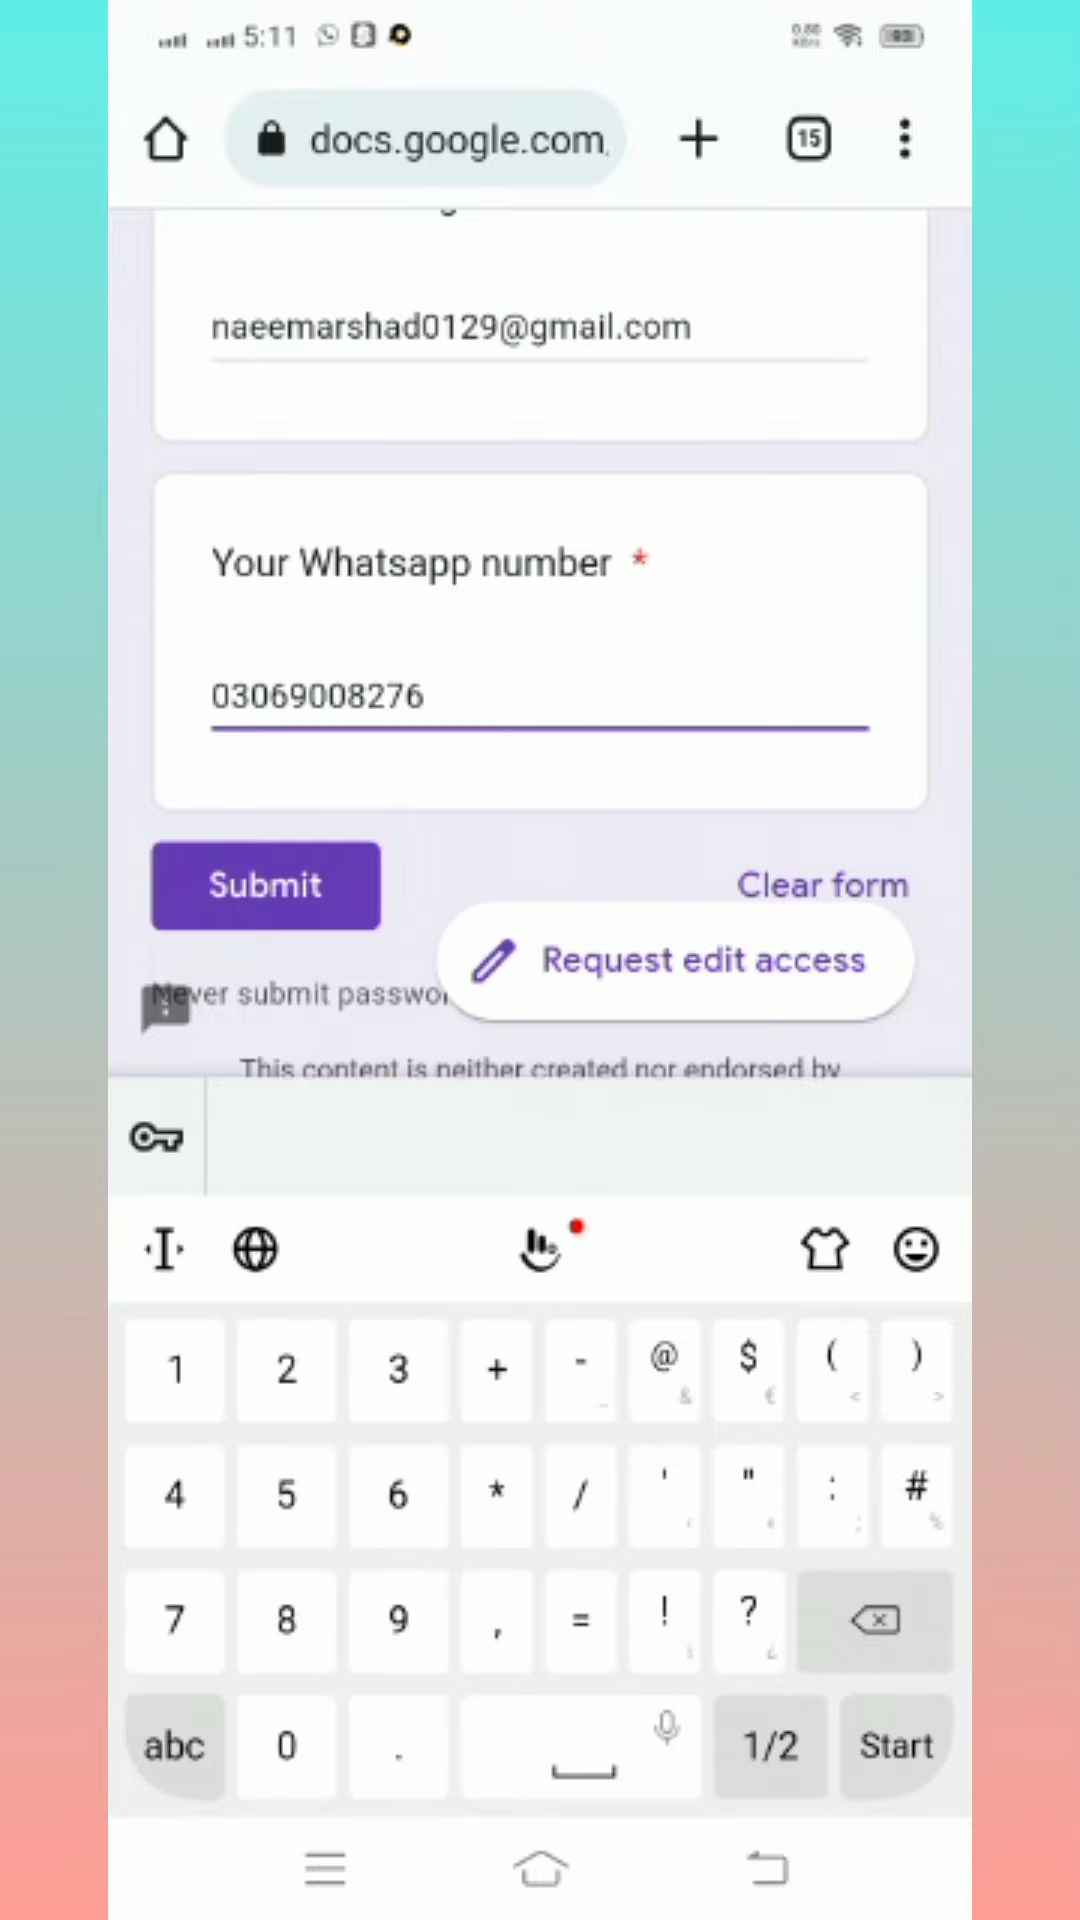 5:11
docs.google.com
15
naeemarshad0129@gmail.com
Your Whatsapp number *
03069008276
Submit
Clear form
Request edit access
Never submit
This content is neither created nor endorsed by
1 2 3 + - @ $ ( )
4 5 6 * / ' " : #
7 8 9 , = ! ?
abc 0 . 1/2 Start